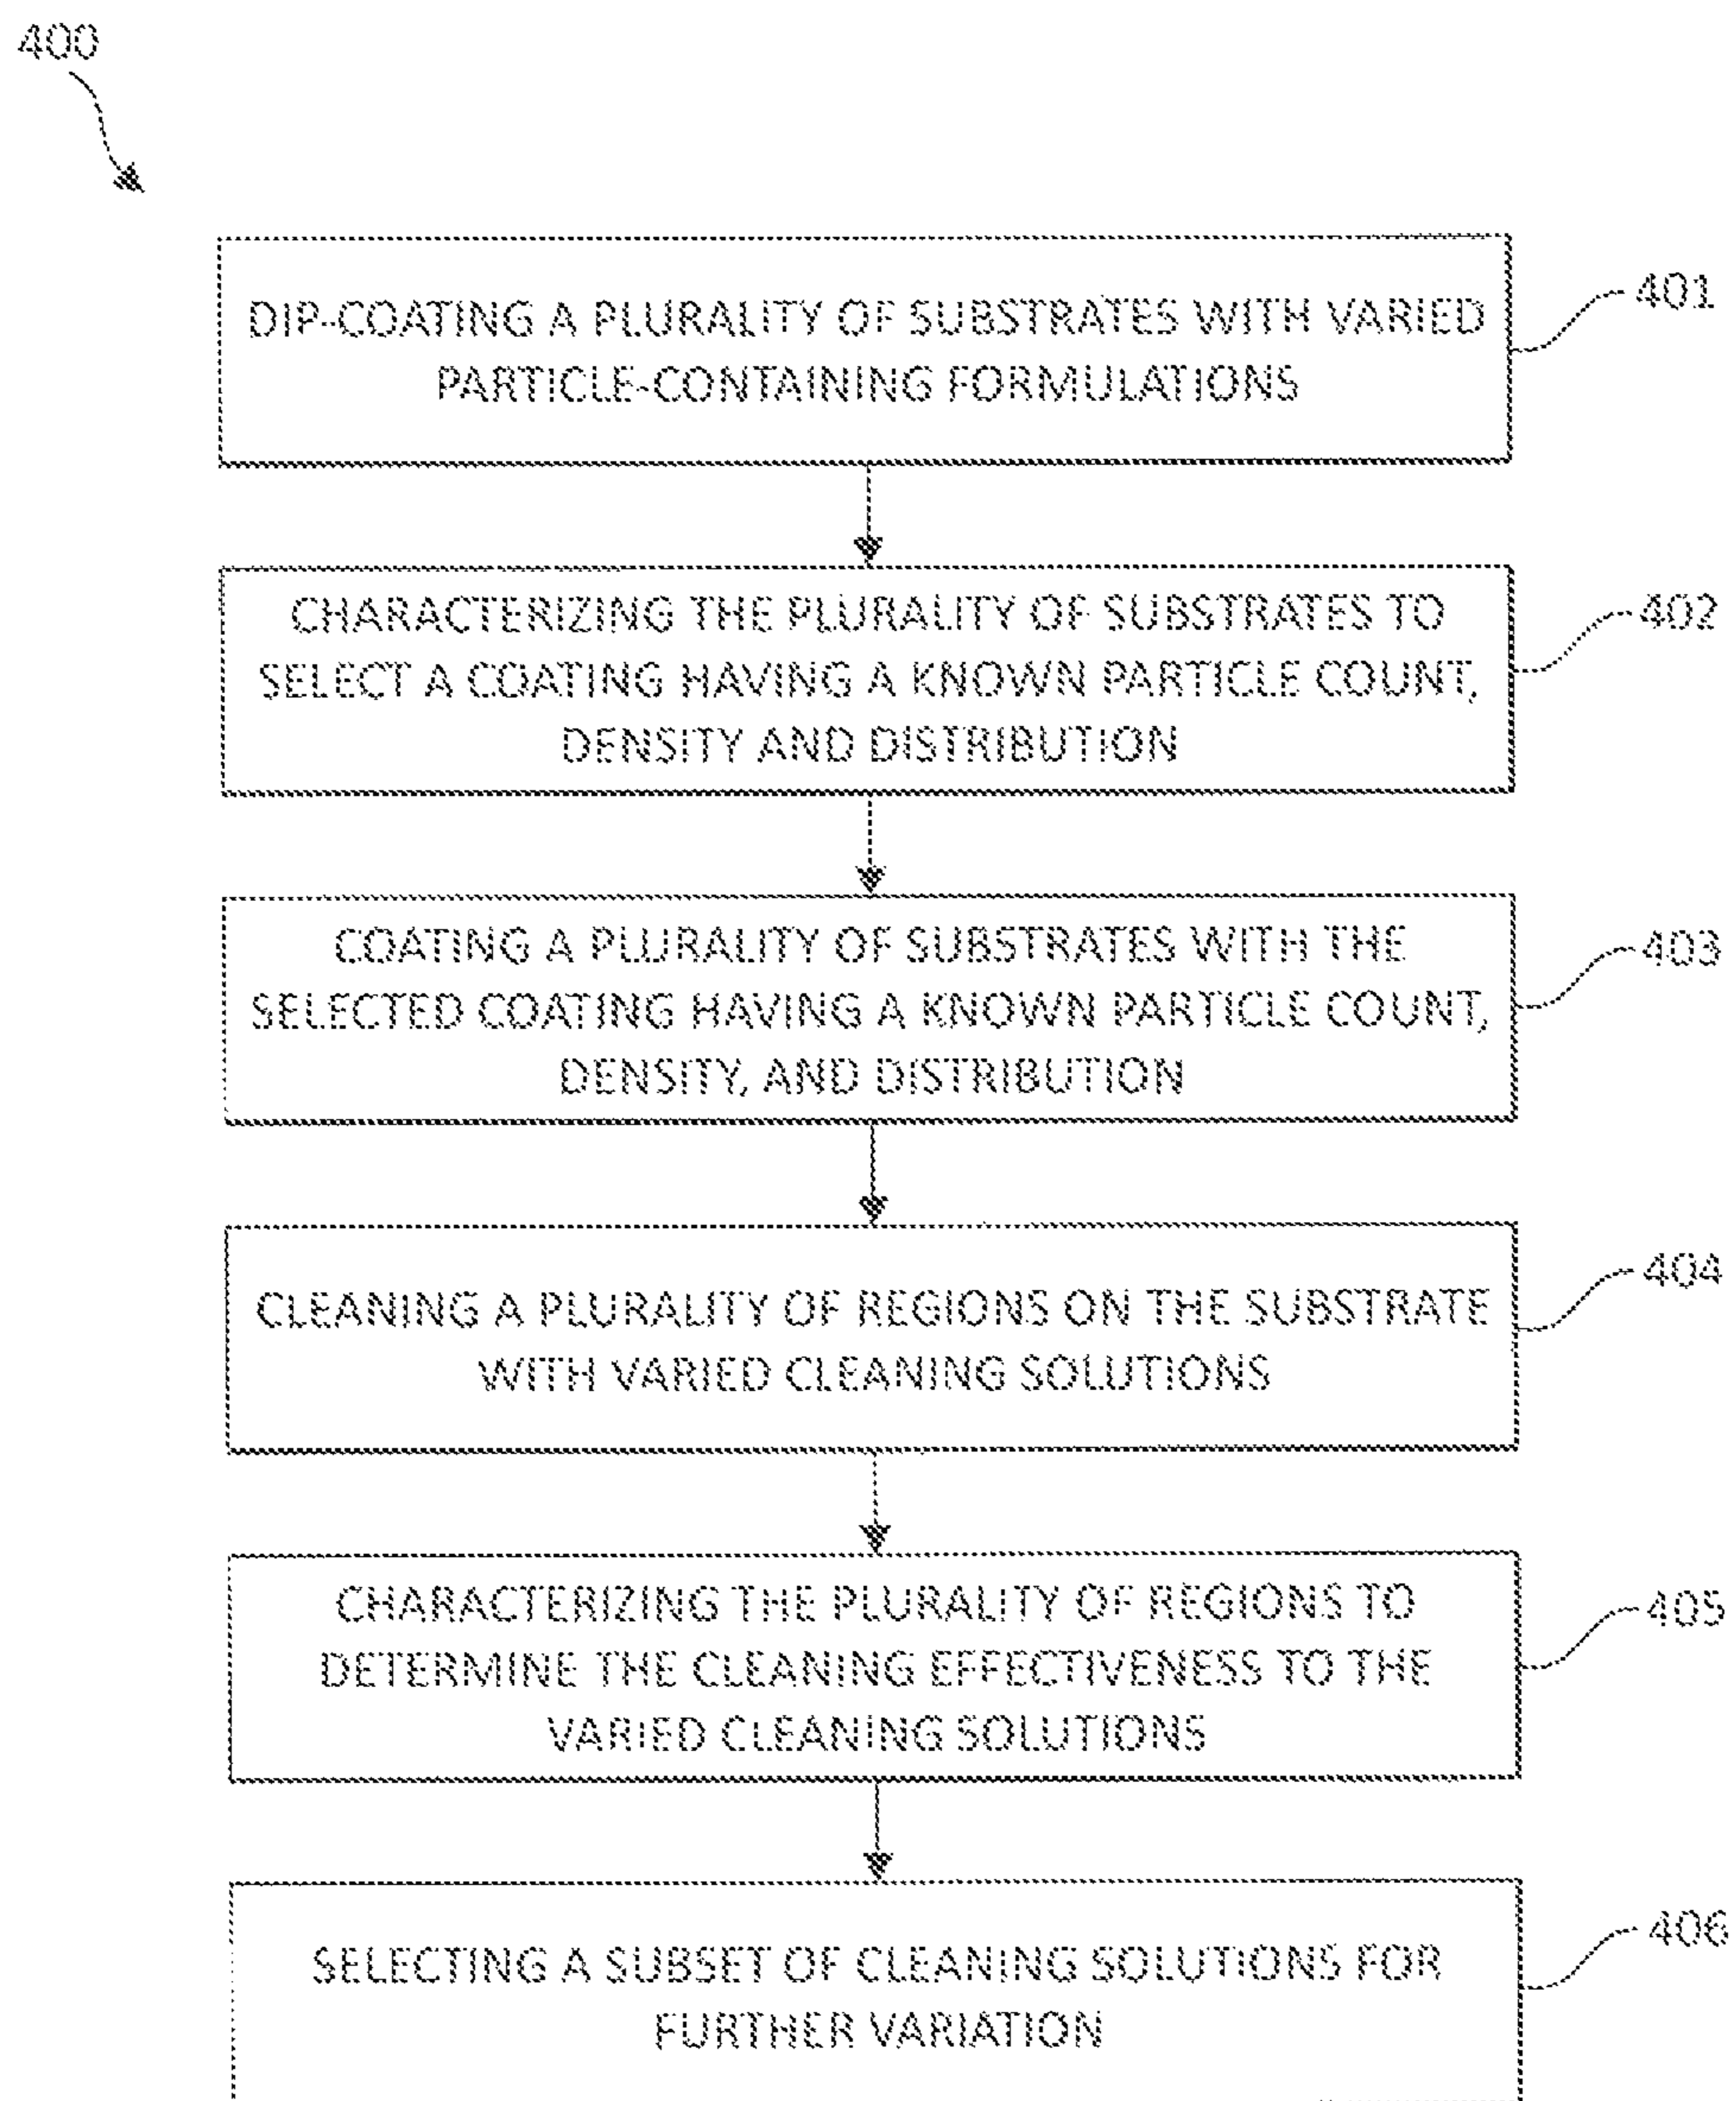 400
DIP-COATING A PLURALITY OF SUBSTRATES WITH VARIED
PARTICLE-CONTAINING FORMULATIONS
401
CHARACTERIZING THE PLURALITY OF SUBSTRATES TO
SELECT A COATING HAVING A KNOWN PARTICLE COUNT,
DENSITY AND DISTRIBUTION
402
COATING A PLURALITY OF SUBSTRATES WITH THE
SELECTED COATING HAVING A KNOWN PARTICLE COUNT,
DENSITY, AND DISTRIBUTION
403
CLEANING A PLURALITY OF REGIONS ON THE SUBSTRATE
WITH VARIED CLEANING SOLUTIONS
404
CHARACTERIZING THE PLURALITY OF REGIONS TO
DETERMINE THE CLEANING EFFECTIVENESS TO THE
VARIED CLEANING SOLUTIONS
405
SELECTING A SUBSET OF CLEANING SOLUTIONS FOR
FURTHER VARIATION
406